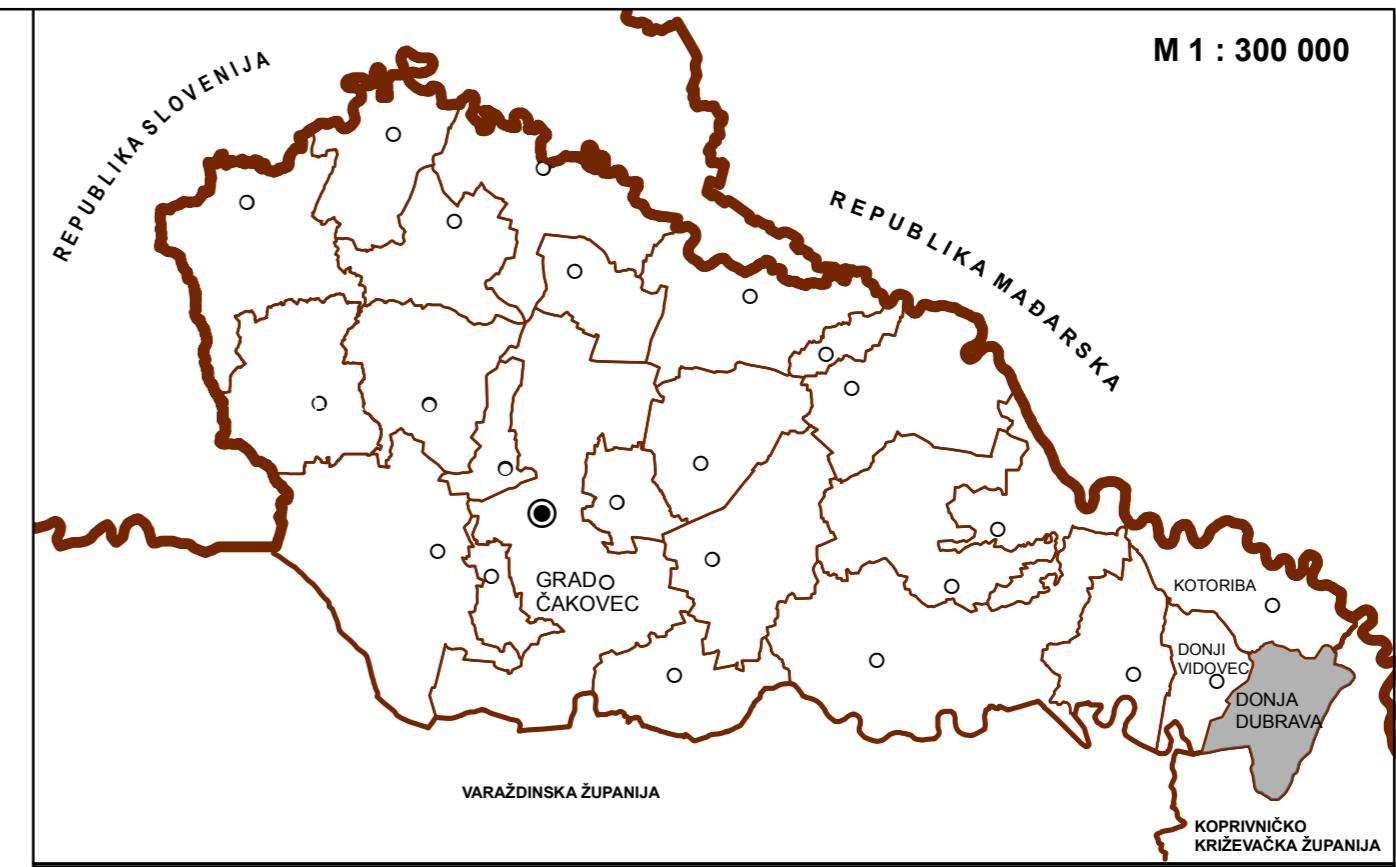 M 1 : 300 000
REPUBLIKA SLOVENIJA
REPUBLIKA MAĐARSKA
GRAD
ČAKOVEC
KOTORIBA
DONJI
VIDOVEC
DONJA
DUBRAVA
VARAŽDINSKA ŽUPANIJA
KOPRIVNIČKO
KRIŽEVAČKA ŽUPANIJA